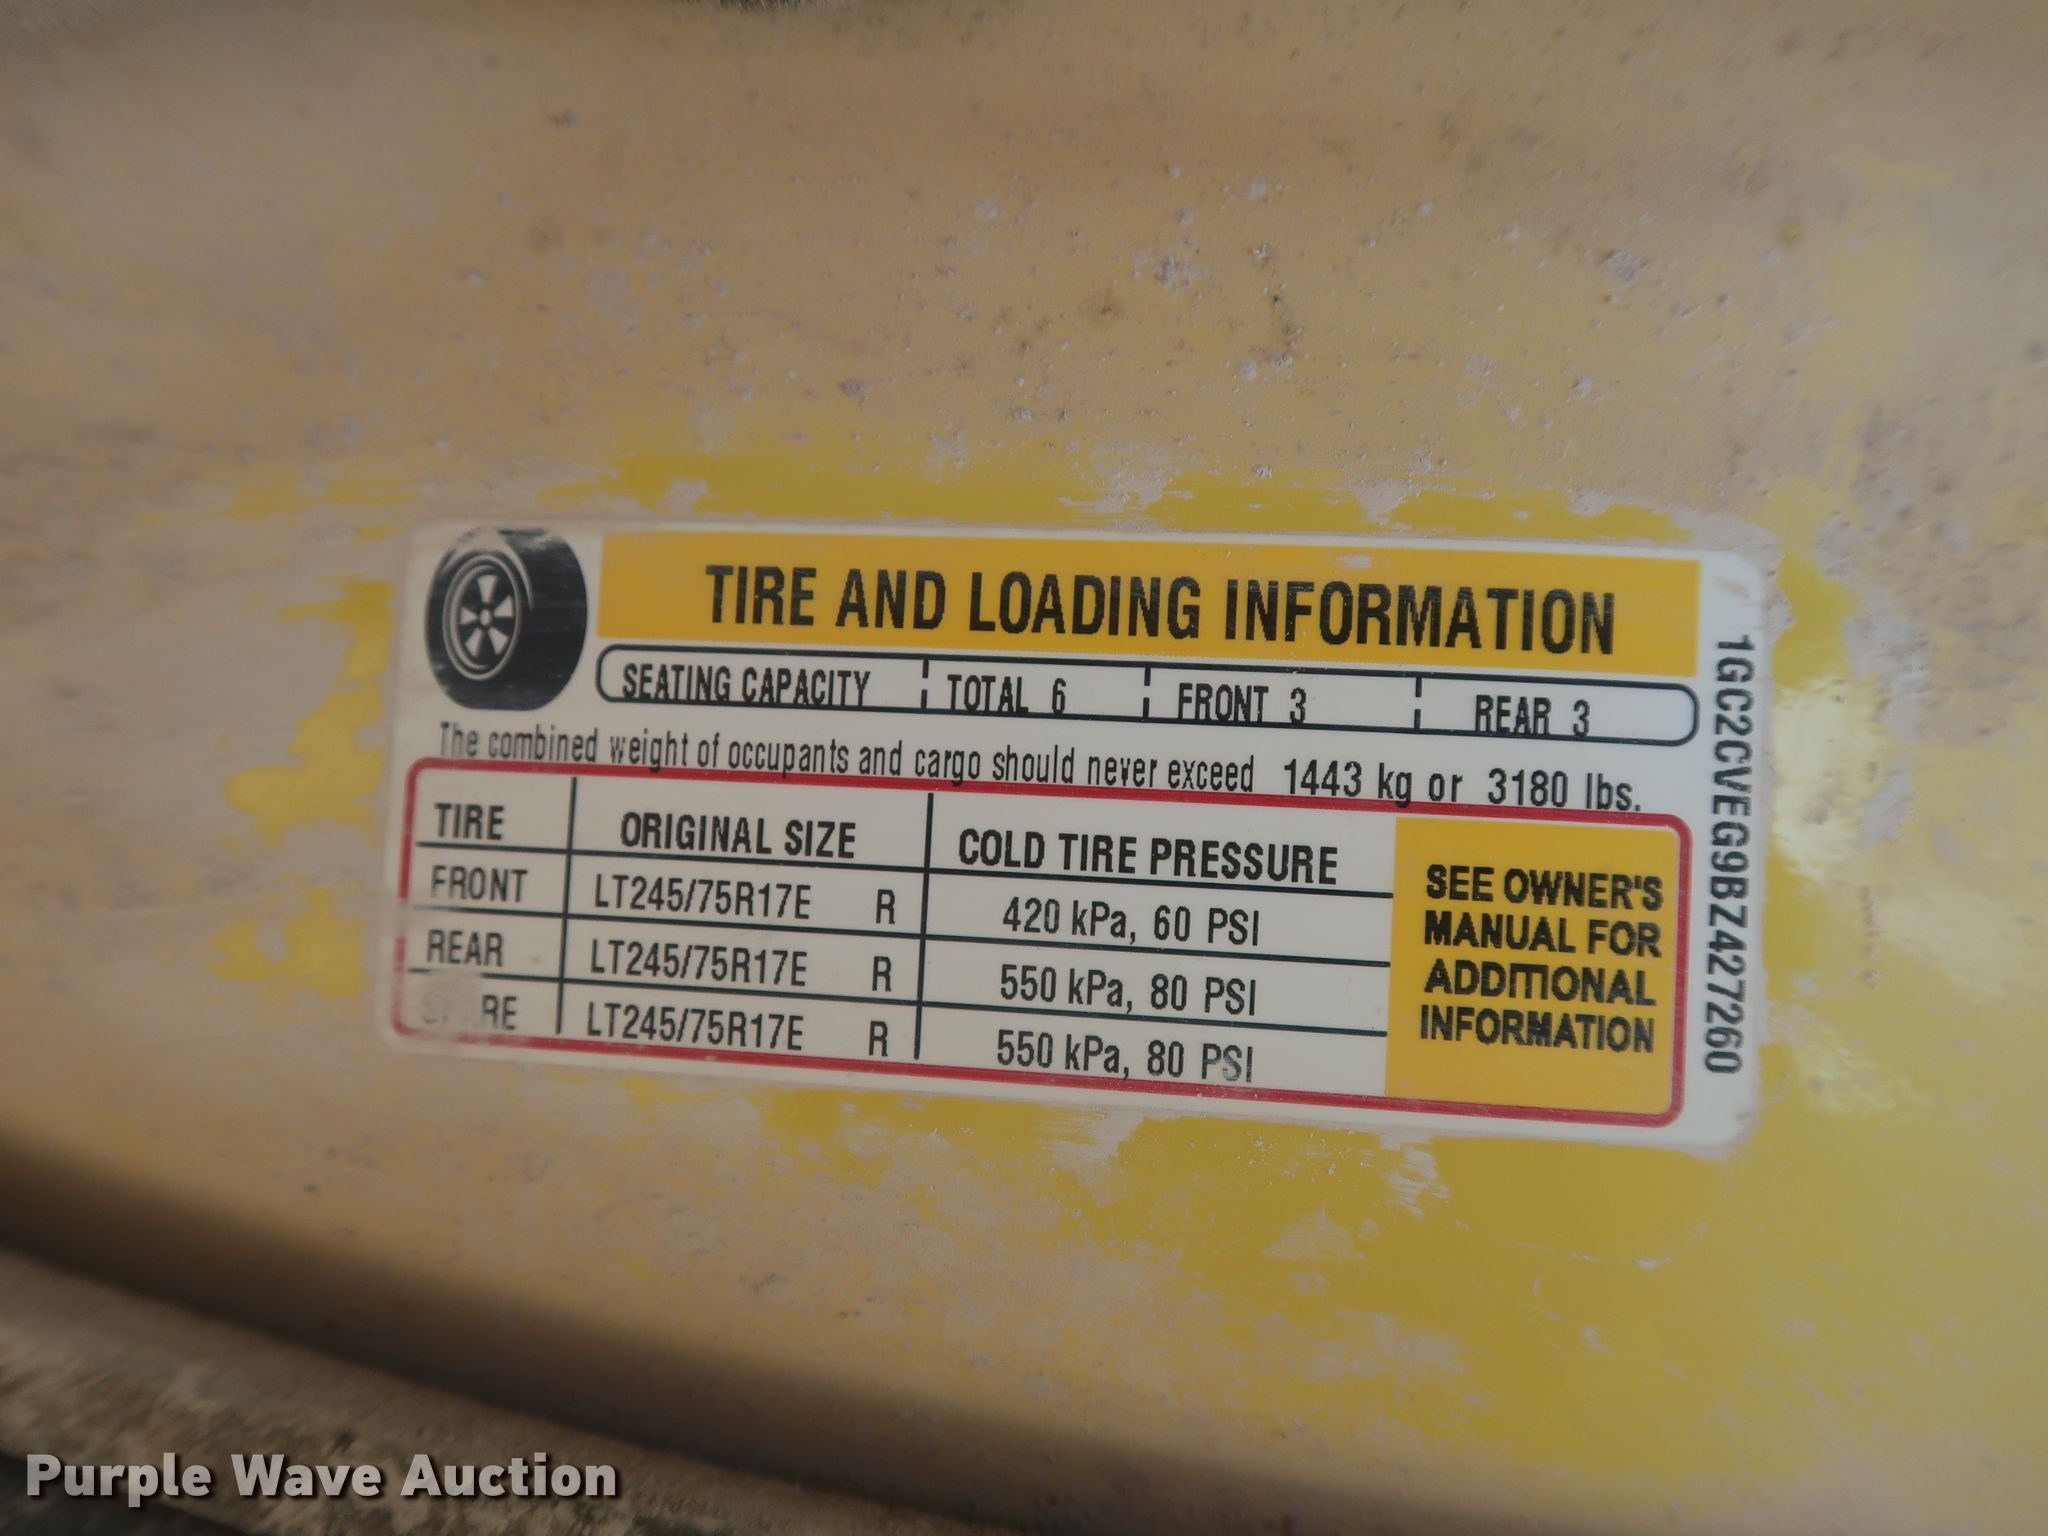 TIRE AND LOADING INFORMATION
SEATING CAPACITY TOTAL 6 FRONT 3 REAR 3
The combined weight of occupants and cargo should never exceed 1443 kg or 3180 lbs.
TIRE ORIGINAL SIZE COLD TIRE PRESSURE
FRONT LT245/75R17E R 420 kPa, 60 PSI
REAR LT245/75R17E R 550 kPa, 80 PSI
SPARE LT245/75R17E R 550 kPa, 80 PSI
SEE OWNER'S
MANUAL FOR
ADDITIONAL
INFORMATION
1GC2CVEG9BZ427260
Purple Wave Auction